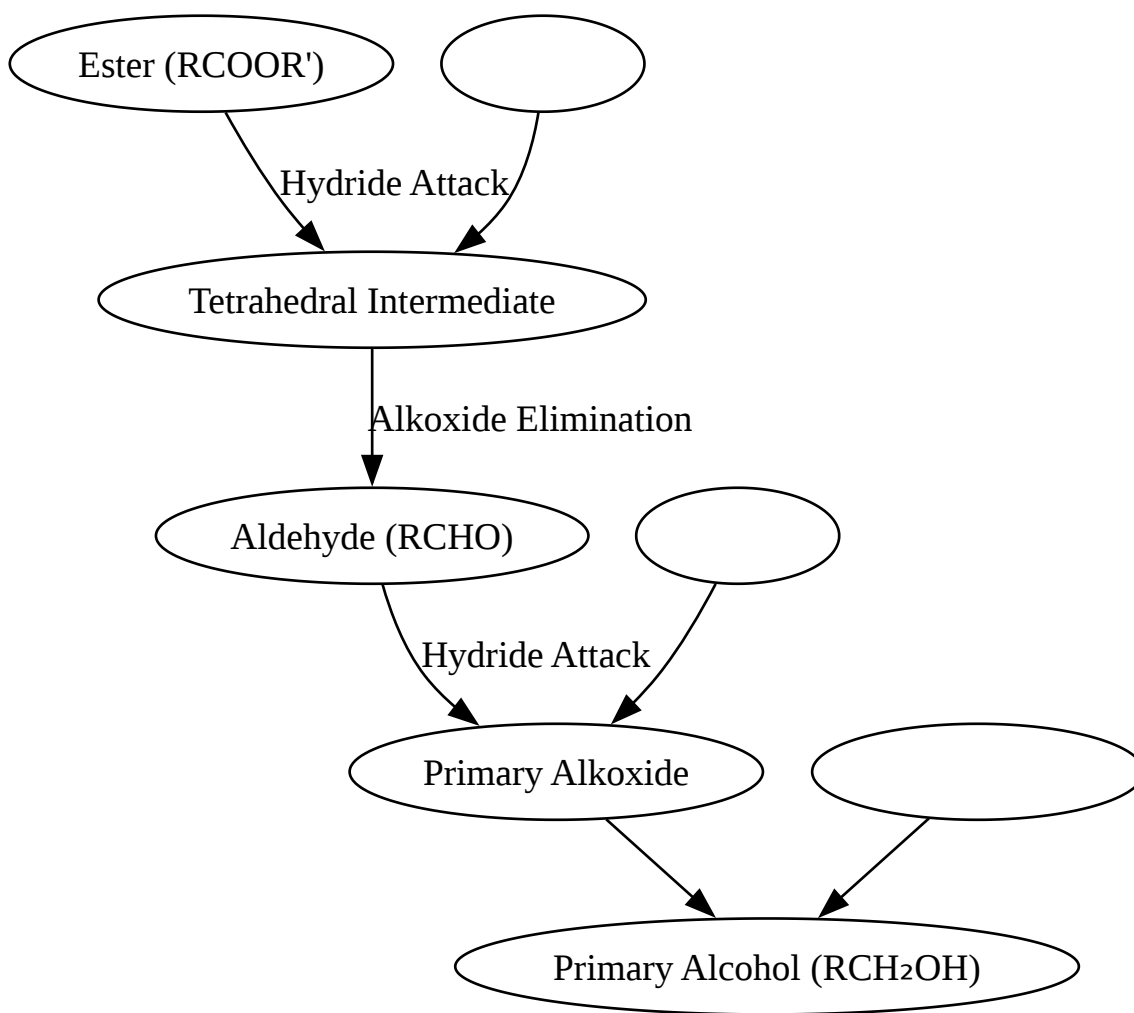 Ester (RCOOR')
Hydride Attack
Tetrahedral Intermediate
Alkoxide Elimination
Aldehyde (RCHO)
Hydride Attack
Primary Alkoxide
Primary Alcohol (RCH₂OH)